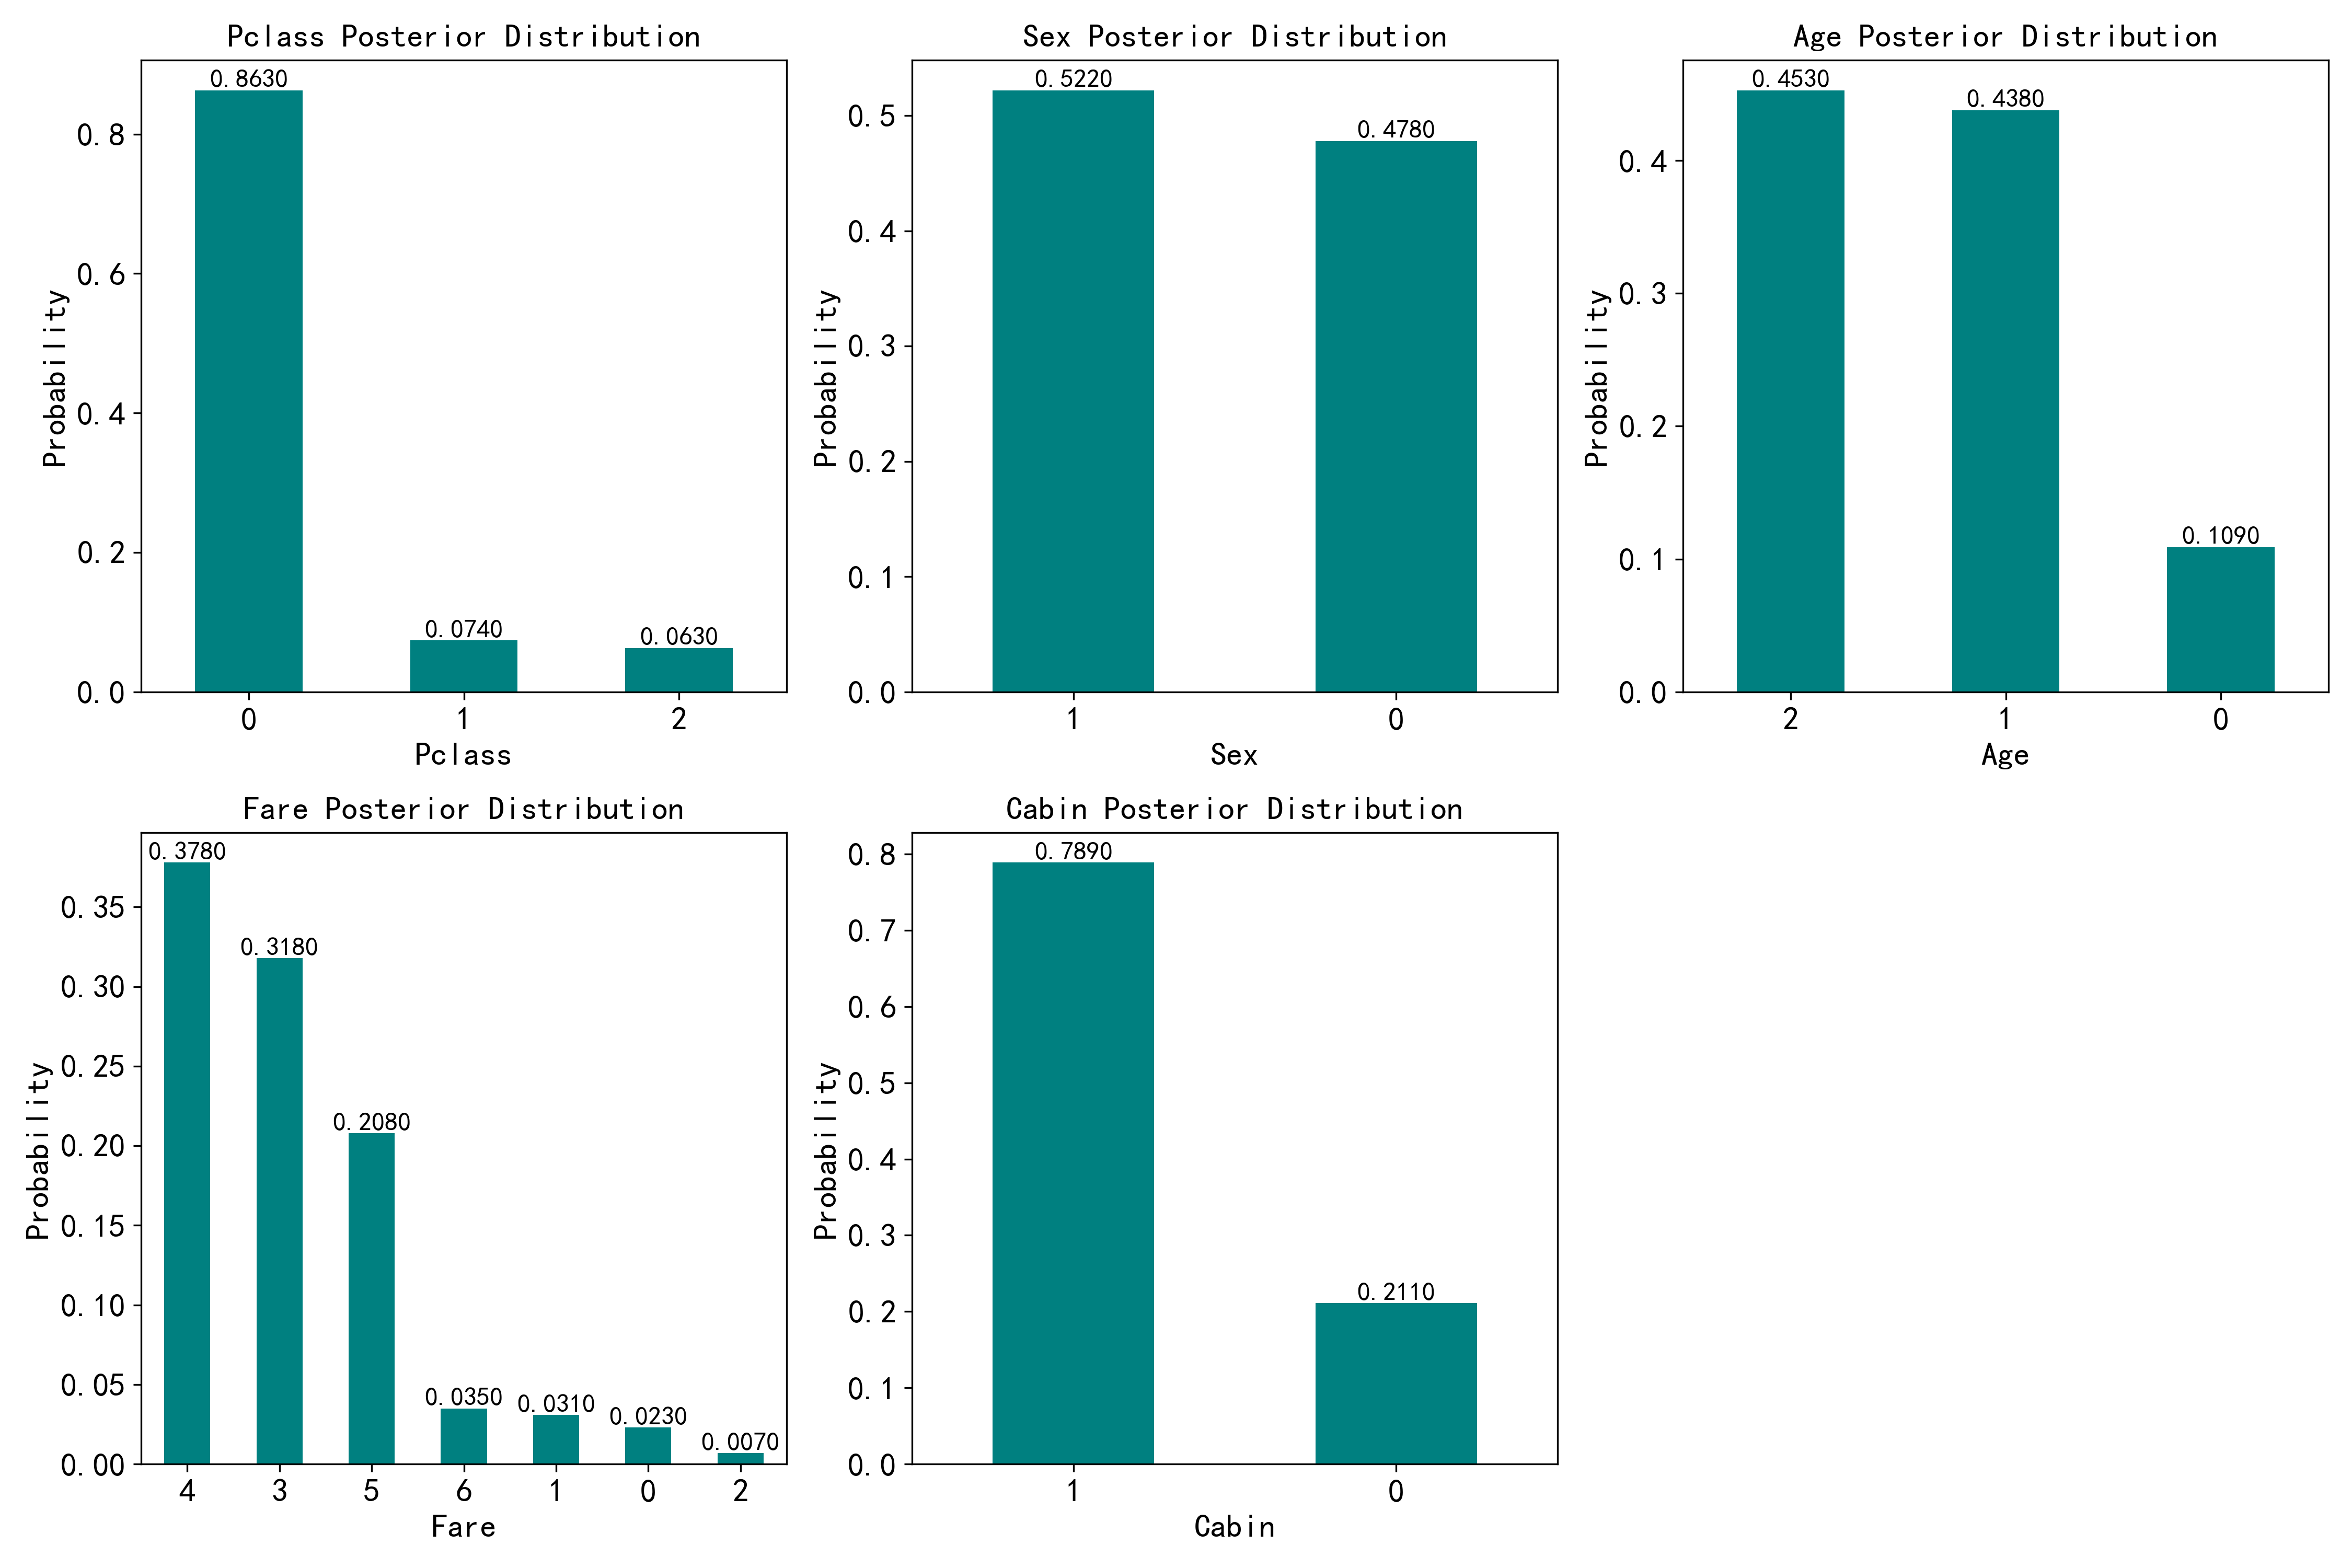 Pclass Posterior Distribution
0.8630
0.0740
0.0630
0.8
0.6
0.4
0.2
0.0
Probability
0 1 2
Pclass
Sex Posterior Distribution
0.5220
0.4780
0.5
0.4
0.3
0.2
0.1
0.0
Probability
1 0
Sex
Age Posterior Distribution
0.4530
0.4380
0.1090
0.4
0.3
0.2
0.1
0.0
Probability
2 1 0
Age
Fare Posterior Distribution
0.3780
0.3180
0.2080
0.0350
0.0310
0.0230
0.0070
0.35
0.30
0.25
0.20
0.15
0.10
0.05
0.00
Probability
4 3 5 6 1 0 2
Fare
Cabin Posterior Distribution
0.7890
0.2110
0.8
0.7
0.6
0.5
0.4
0.3
0.2
0.1
0.0
Probability
1 0
Cabin